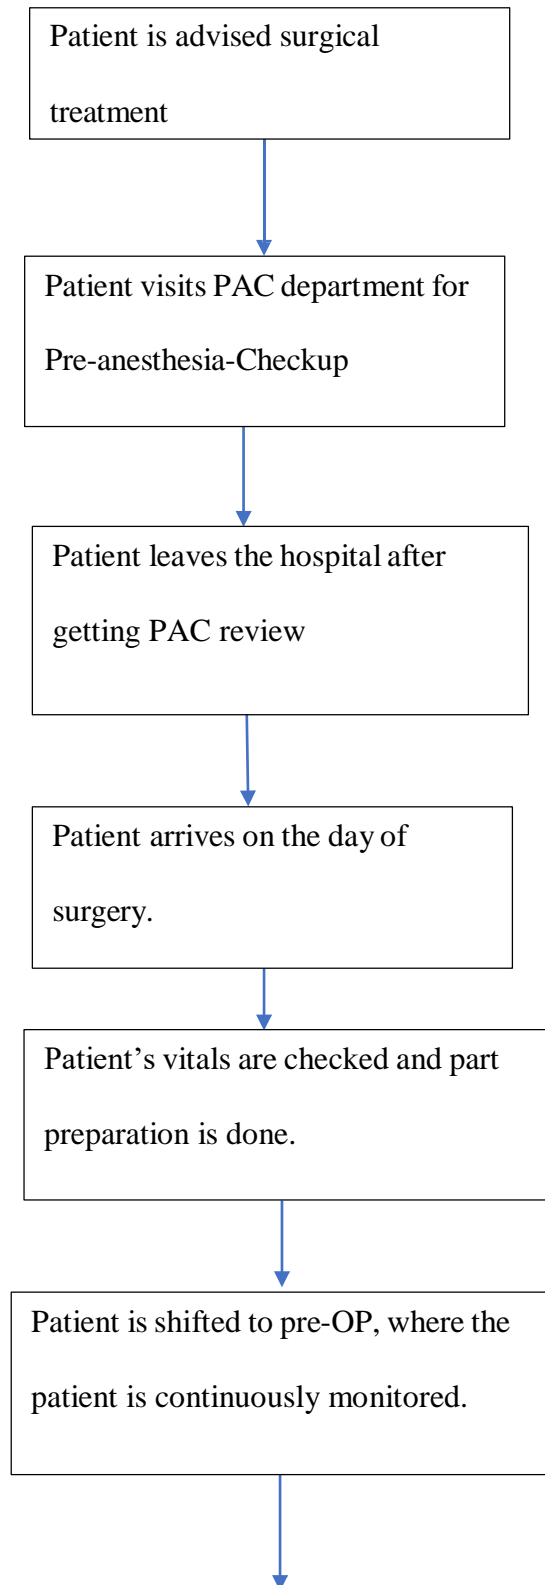 Patient is advised surgical
treatment
Patient visits PAC department for
Pre-anesthesia-Checkup
Patient leaves the hospital after
getting PAC review
Patient arrives on the day of
surgery.
Patient’s vitals are checked and part
preparation is done.
Patient is shifted to pre-OP, where the
patient is continuously monitored.